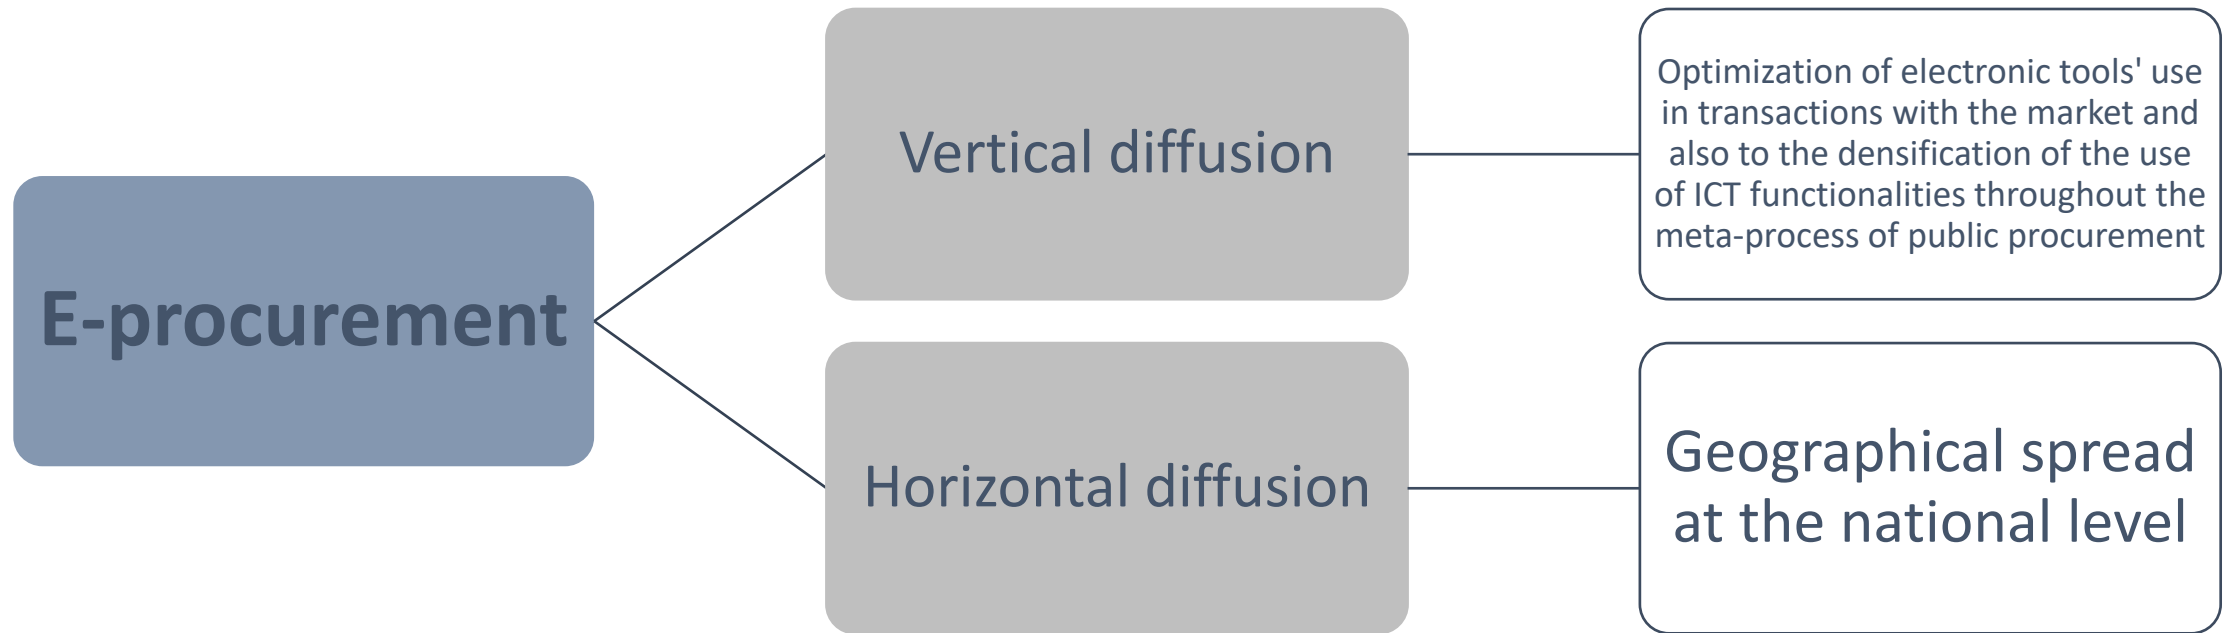 E-procurement
Vertical diffusion
Optimization of electronic tools' use
in transactions with the market and
also to the densification of the use
of ICT functionalities throughout the
meta-process of public procurement
Horizontal diffusion
Geographical spread
at the national level